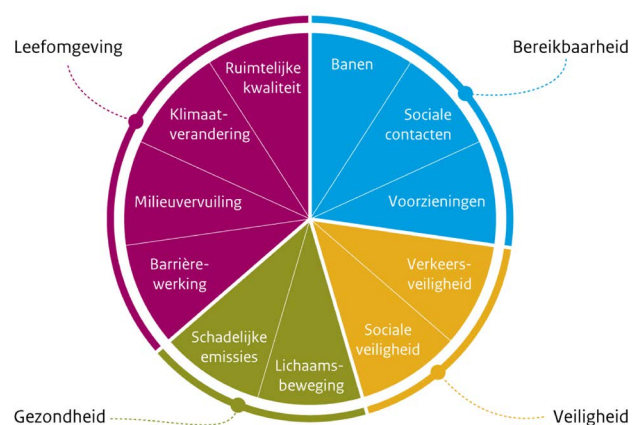 Leefomgeving
Bereikbaarheid
Ruimtelijke
kwaliteit
Banen
Klimaat-
verandering
Sociale
contacten
Milieuvervuiling
Voorzieningen
Barrière-
werking
Verkeers-
veiligheid
Schadelijke
emissies
Lichaams-
beweging
Sociale
veiligheid
Gezondheid
Veiligheid